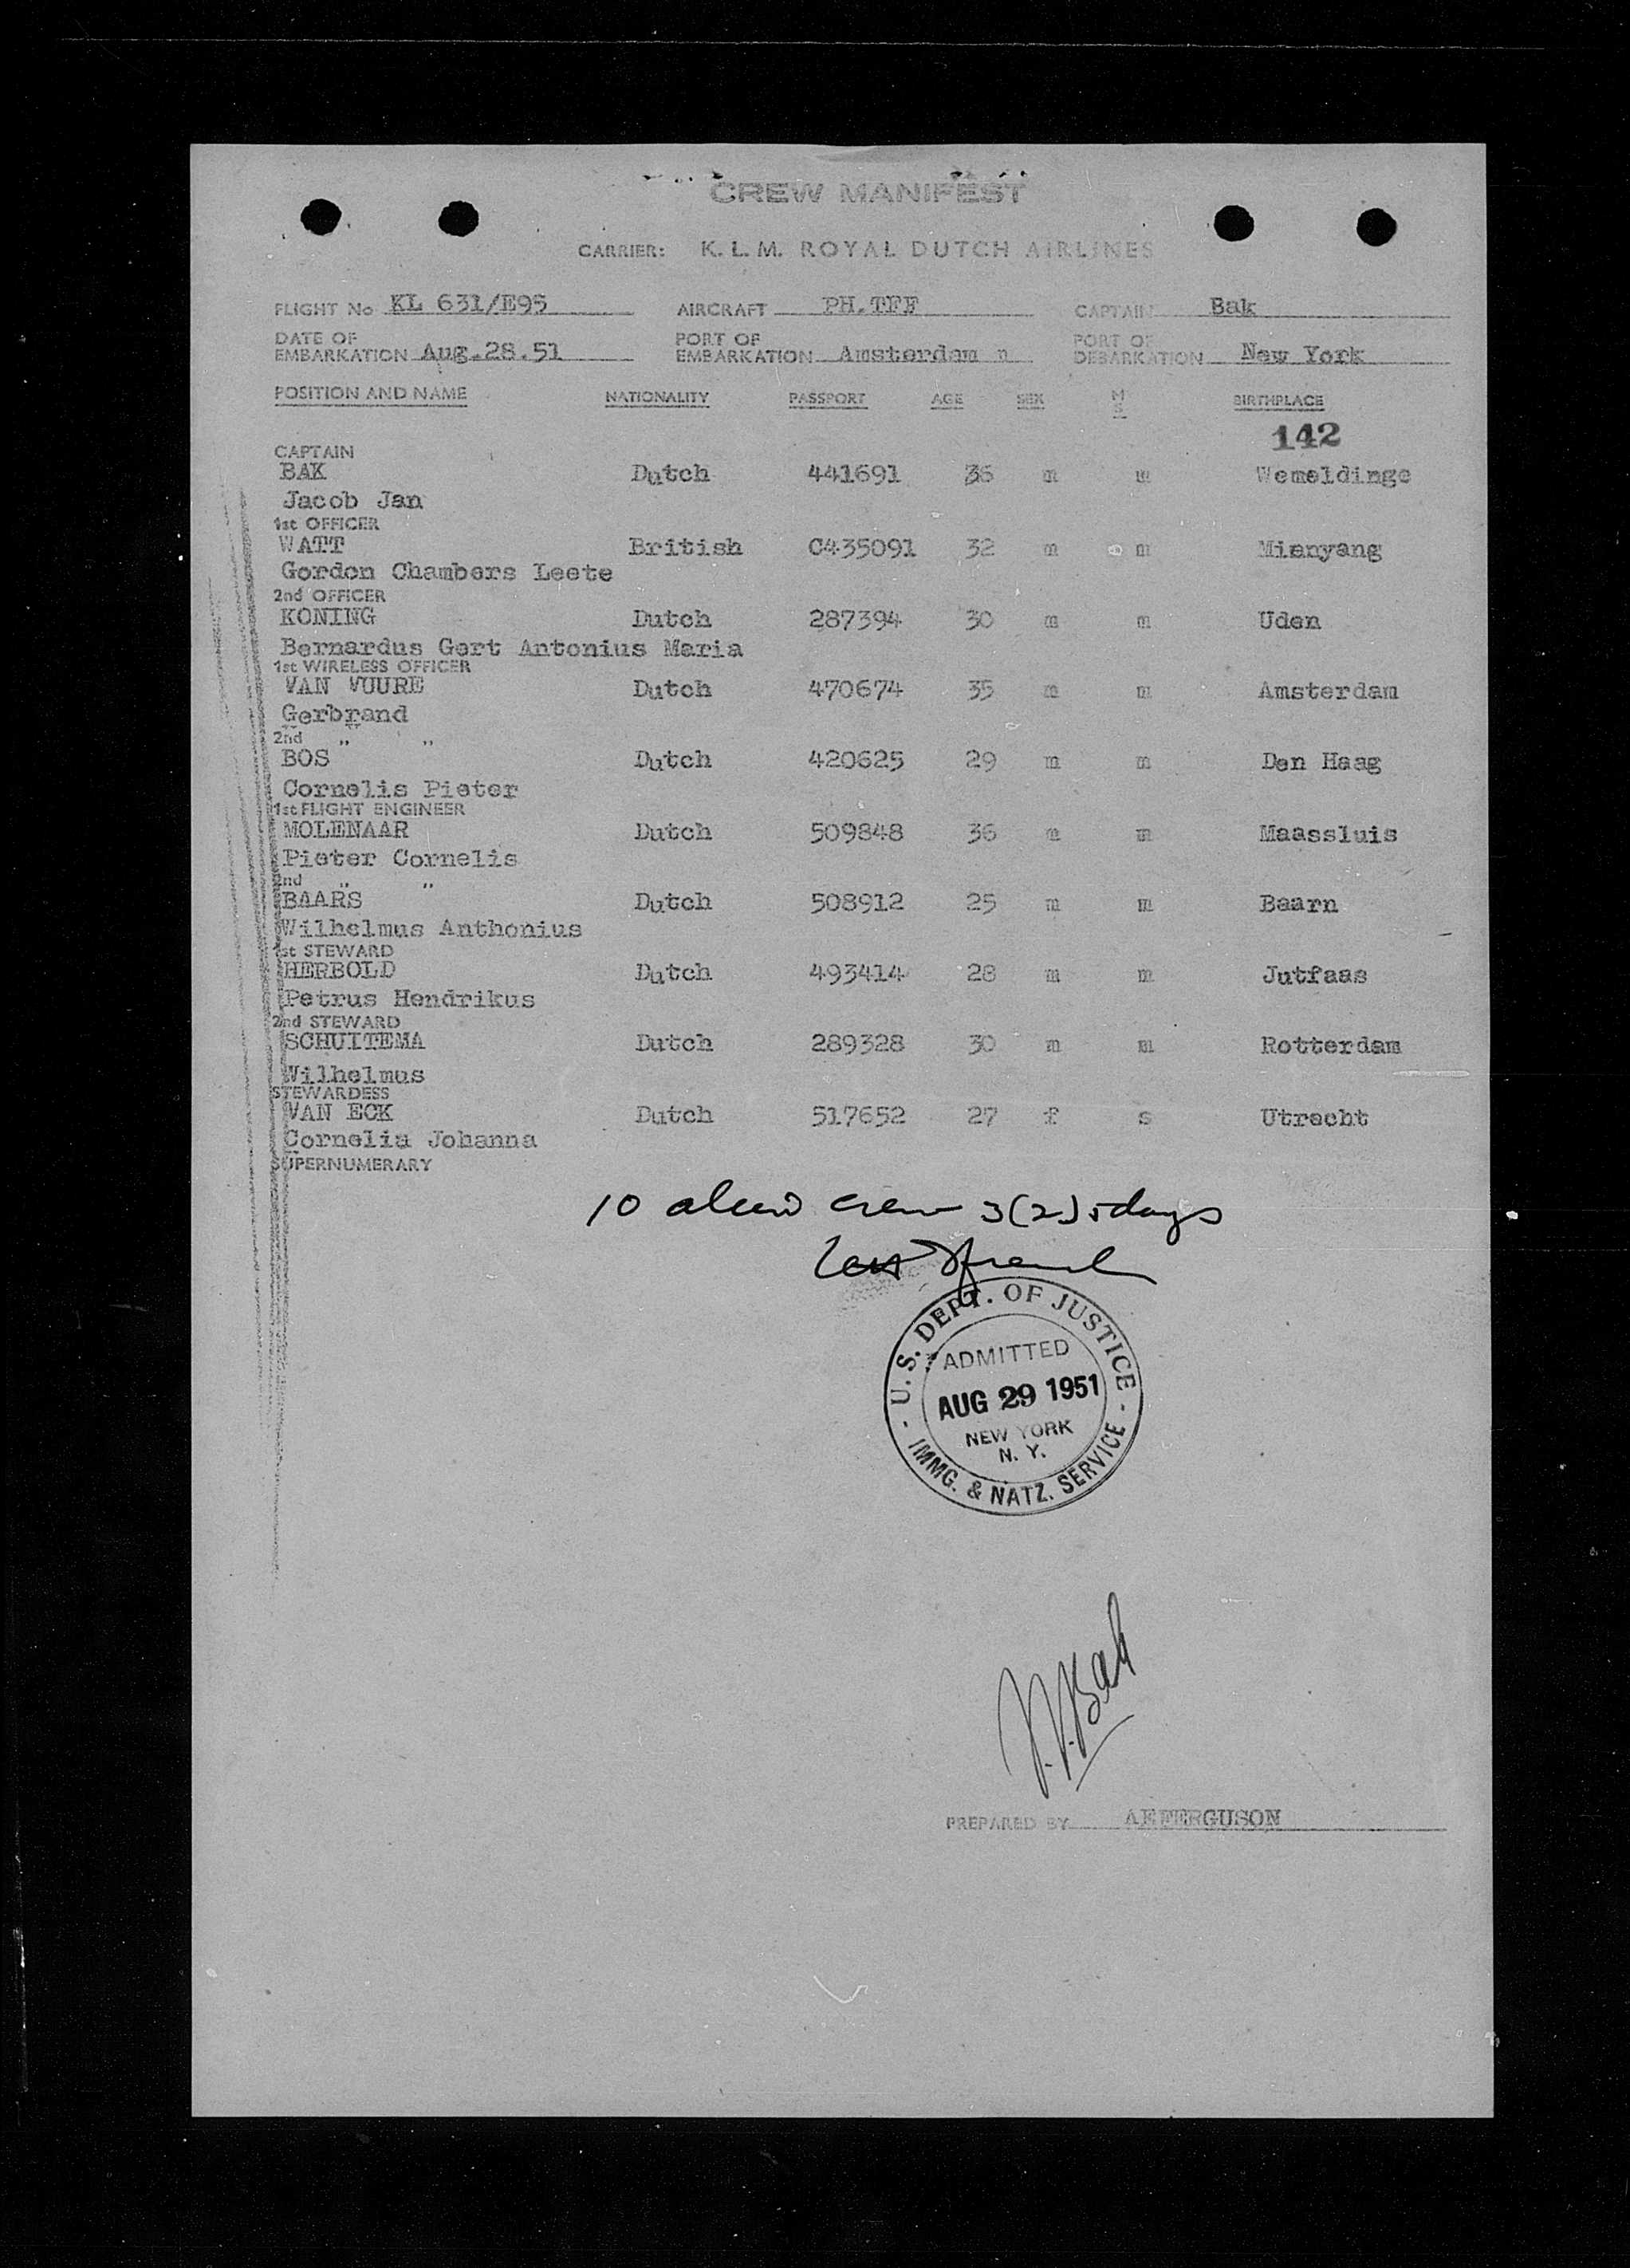 CREW MANIFEST
CARRIER: K. L. M. ROYAL DUTCH AIRLINES
FLIGHT No KL 631/E95 AIRCRAFT PH.TFF CAPTAIN Bak
DATE OF EMBARKATION Aug.28.51 PORT OF EMBARKATION Amsterdam n PORT OF DEBARKATION New York
POSITION AND NAME NATIONALITY PASSPORT AGE SEX M S BIRTHPLACE
142
CAPTAIN
BAK Dutch 441691 36 m m Wemeldinge
Jacob Jan
1st OFFICER
WATT British C435091 32 m m Mienyang
Gordon Chambers Leete
2nd OFFICER
KONING Dutch 287394 30 m m Uden
Bernardus Gert Antonius Maria
1st WIRELESS OFFICER
VAN VUURE Dutch 470674 35 m m Amsterdam
Gerbrand
2nd " "
BOS Dutch 420625 29 m m Den Haag
Cornelis Pieter
1st FLIGHT ENGINEER
MOLENAAR Dutch 509848 36 m m Maassluis
Pieter Cornelis
2nd " "
BAARS Dutch 508912 25 m m Baarn
Wilhelmus Anthonius
1st STEWARD
HERBOLD Dutch 493414 28 m m Jutfaas
Petrus Hendrikus
2nd STEWARD
SCHUITEMA Dutch 289328 30 m m Rotterdam
Wilhelmus
STEWARDESS
VAN ECK Dutch 517652 27 f s Utrecht
Cornelia Johanna
SUPERNUMERARY
10 alien crew 3(2)5 days
U.S. DEPT. OF JUSTICE
ADMITTED
AUG 29 1951
NEW YORK
N. Y.
IMMG. & NATZ. SERVICE
J.J.Bak
PREPARED BY AEFERGUSON